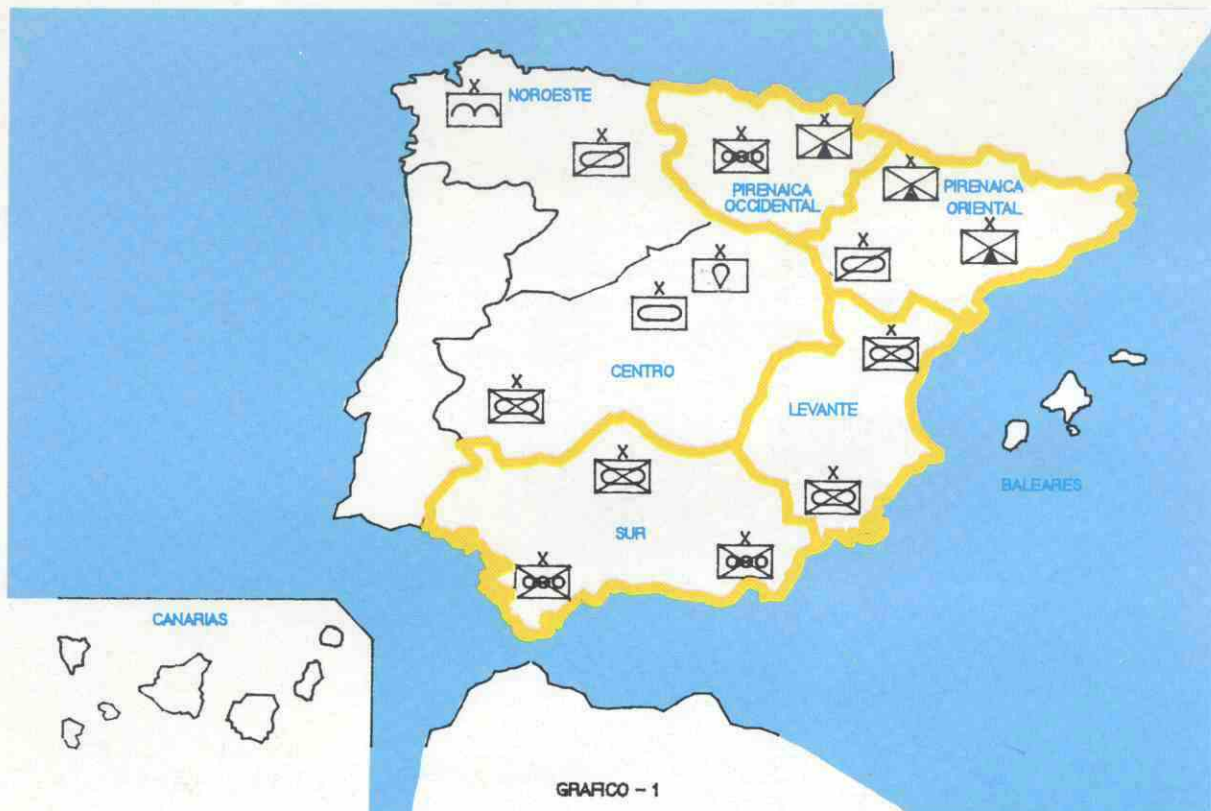 X
NOROESTE
X
X
X
PIRENAICA
OCCIDENTAL
X
PIRENAICA
ORIENTAL
X
X
X
X
CENTRO
X
X
LEVANTE
X
BALEARES
X
SUR
X
X
CANARIAS
GRAFICO - 1